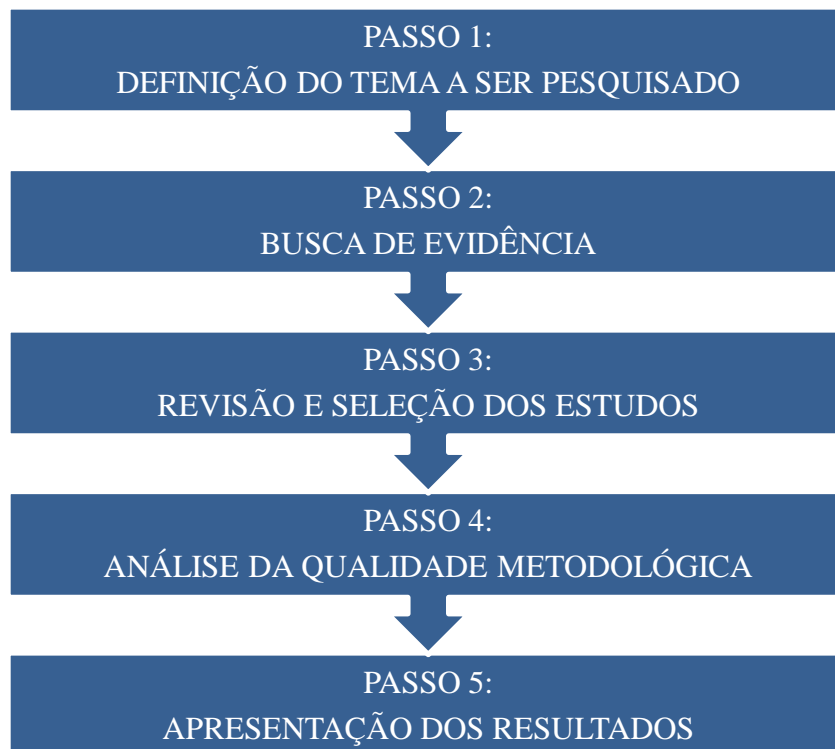 PASSO 1:
DEFINIÇÃO DO TEMA A SER PESQUISADO
PASSO 2:
BUSCA DE EVIDÊNCIA
PASSO 3:
REVISÃO E SELEÇÃO DOS ESTUDOS
PASSO 4:
ANÁLISE DA QUALIDADE METODOLÓGICA
PASSO 5:
APRESENTAÇÃO DOS RESULTADOS